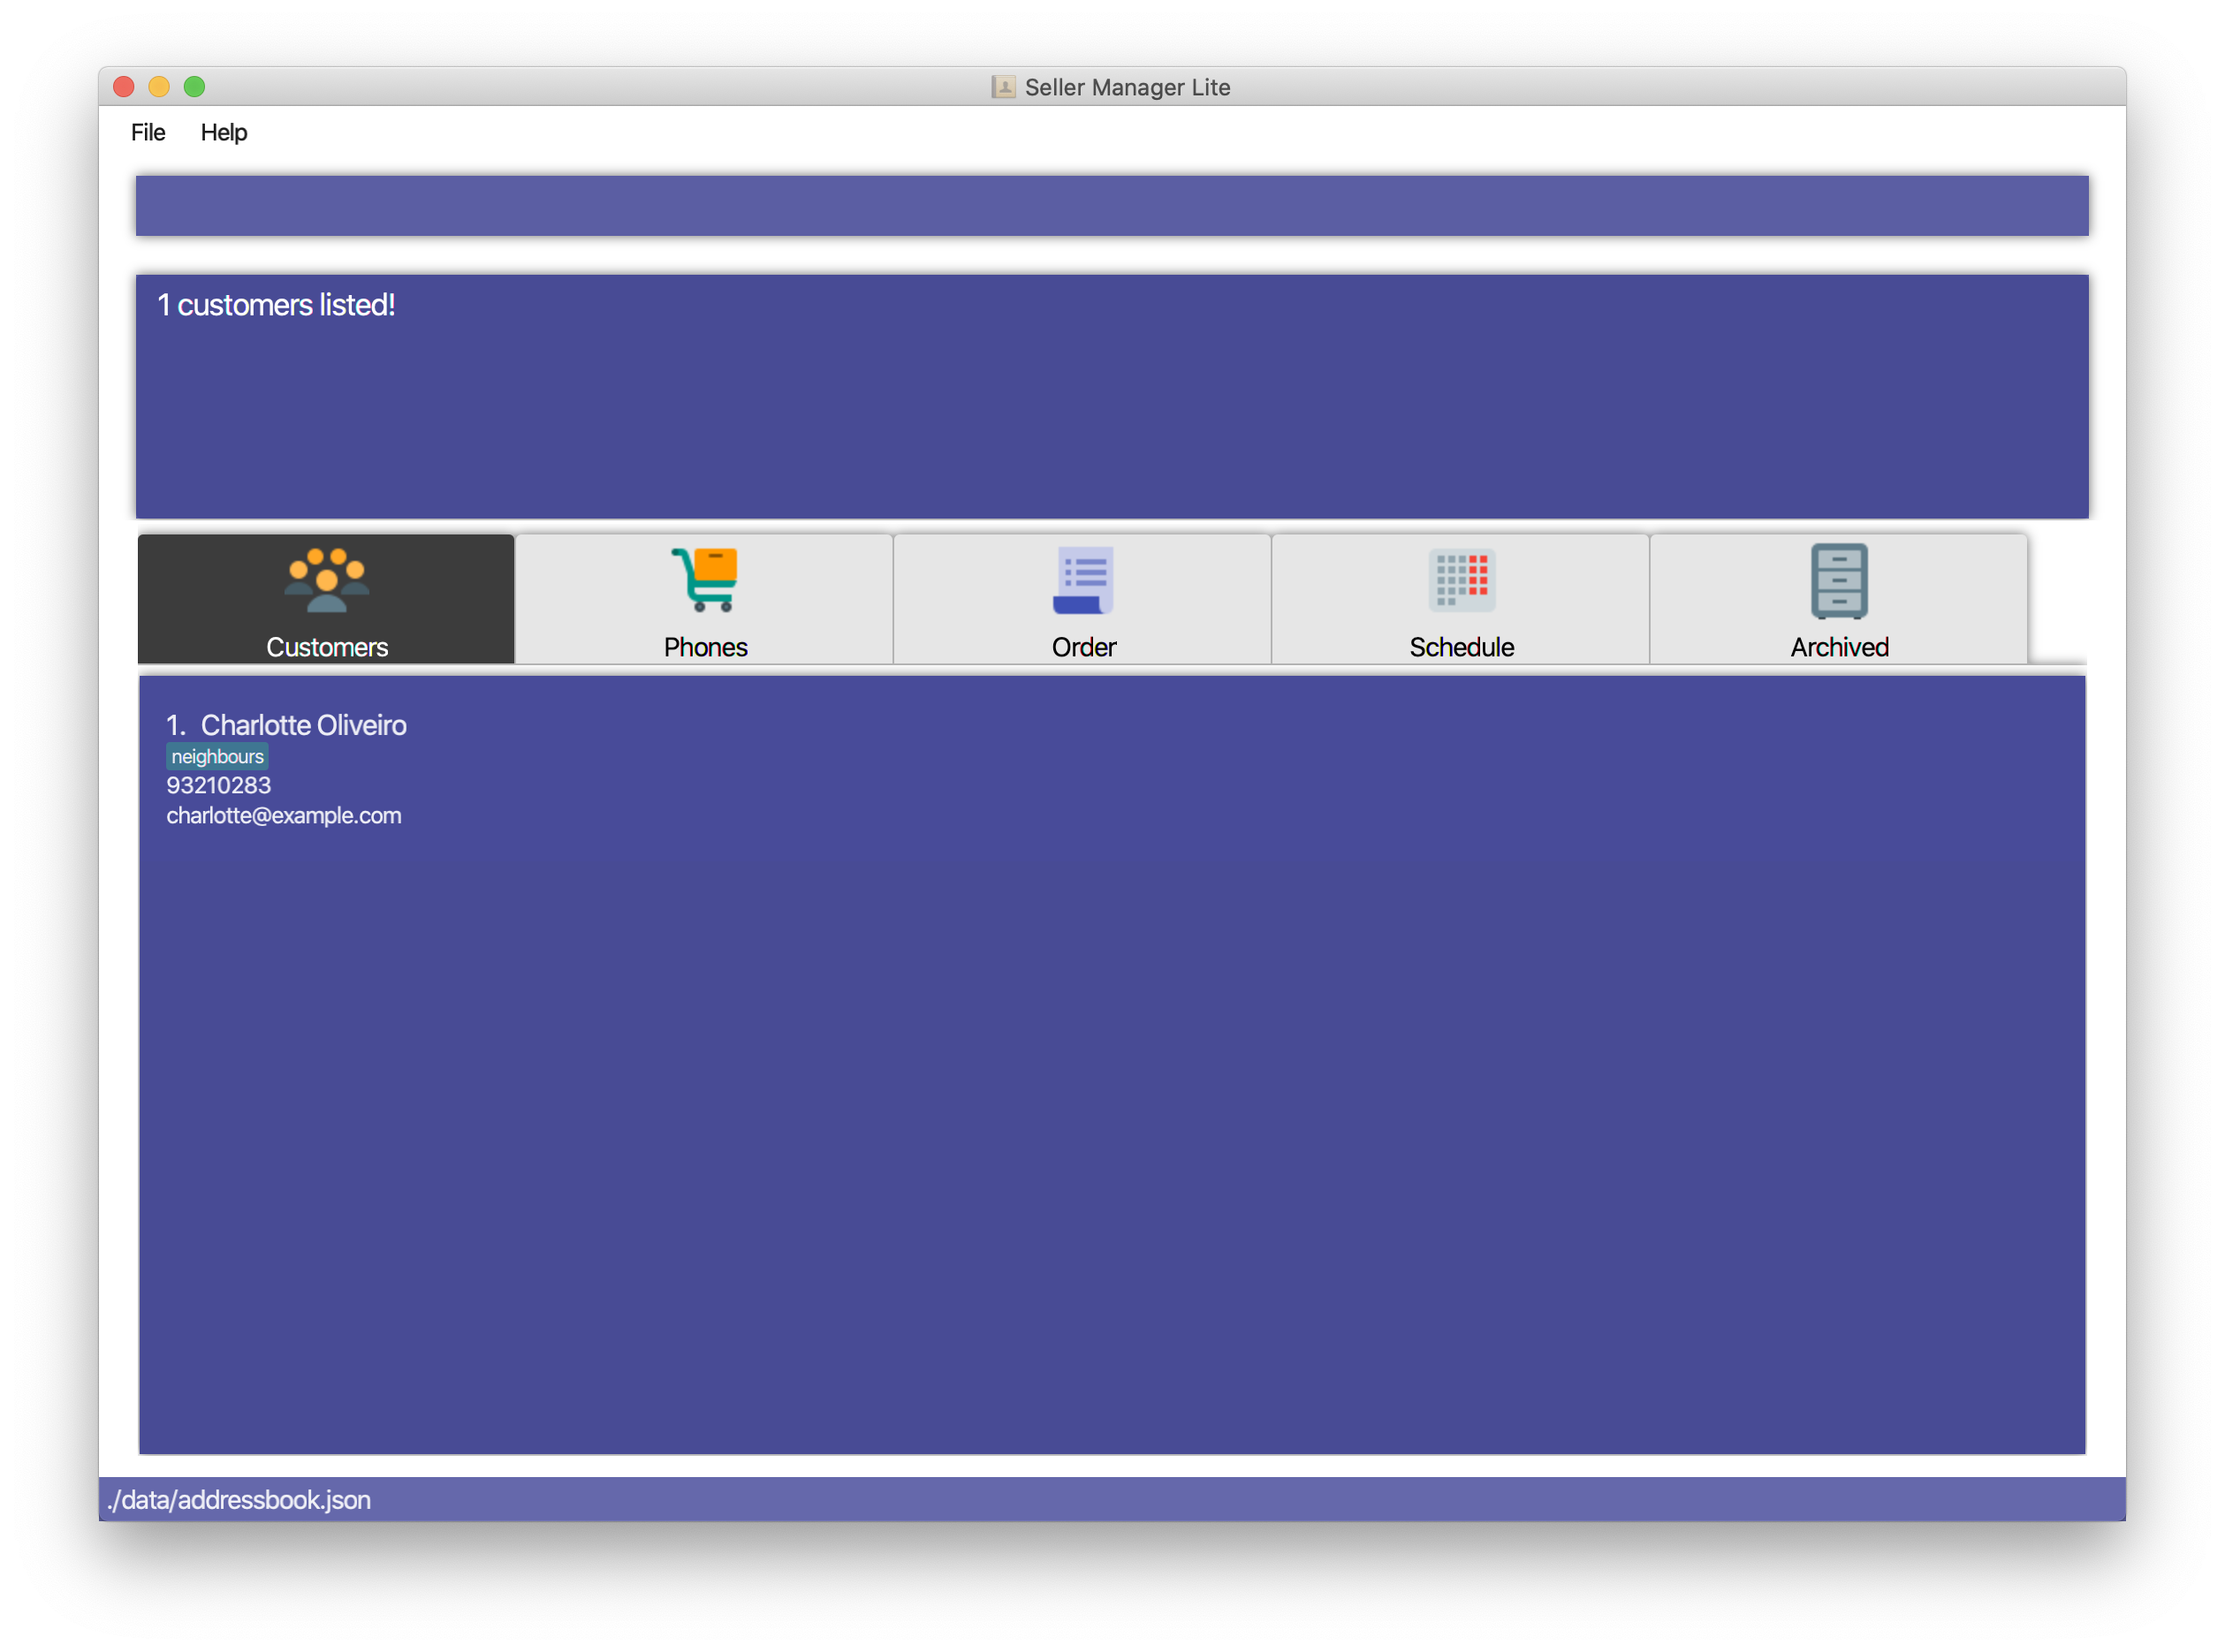 Seller Manager Lite
File Help
1 customers listed!
Customers Phones Order Schedule Archived
1. Charlotte Oliveiro
neighbours
93210283
charlotte@example.com
./data/addressbook.json